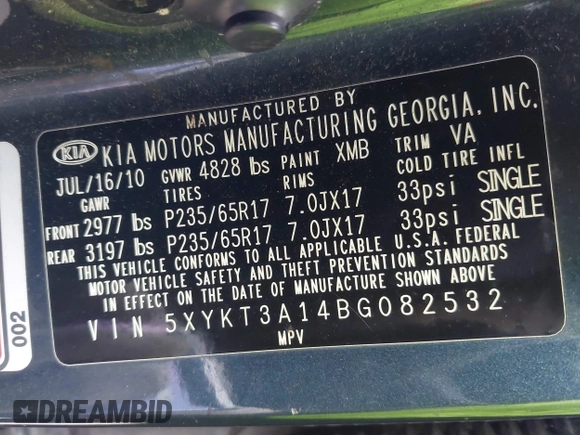 MANUFACTURED BY
KIA KIA MOTORS MANUFACTURING GEORGIA, INC.
JUL/16/10 GVWR 4828 lbs PAINT XMB TRIM VA
GAWR TIRES RIMS COLD TIRE INFL
FRONT 2977 lbs P235/65R17 7.0JX17 33psi SINGLE
REAR 3197 lbs P235/65R17 7.0JX17 33psi SINGLE
THIS VEHICLE CONFORMS TO ALL APPLICABLE U.S.A. FEDERAL
MOTOR VEHICLE SAFETY AND THEFT PREVENTION STANDARDS
IN EFFECT ON THE DATE OF MANUFACTURE SHOWN ABOVE
VIN 5XYKT3A14BG082532
MPV
002
DREAMBID